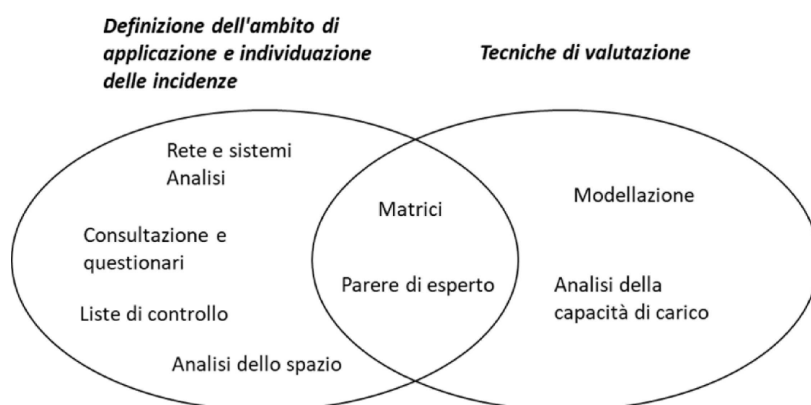 Definizione dell'ambito di
applicazione e individuazione
delle incidenze
Tecniche di valutazione
Rete e sistemi
Analisi
Consultazione e
questionari
Liste di controllo
Analisi dello spazio
Matrici
Parere di esperto
Modellazione
Analisi della
capacità di carico